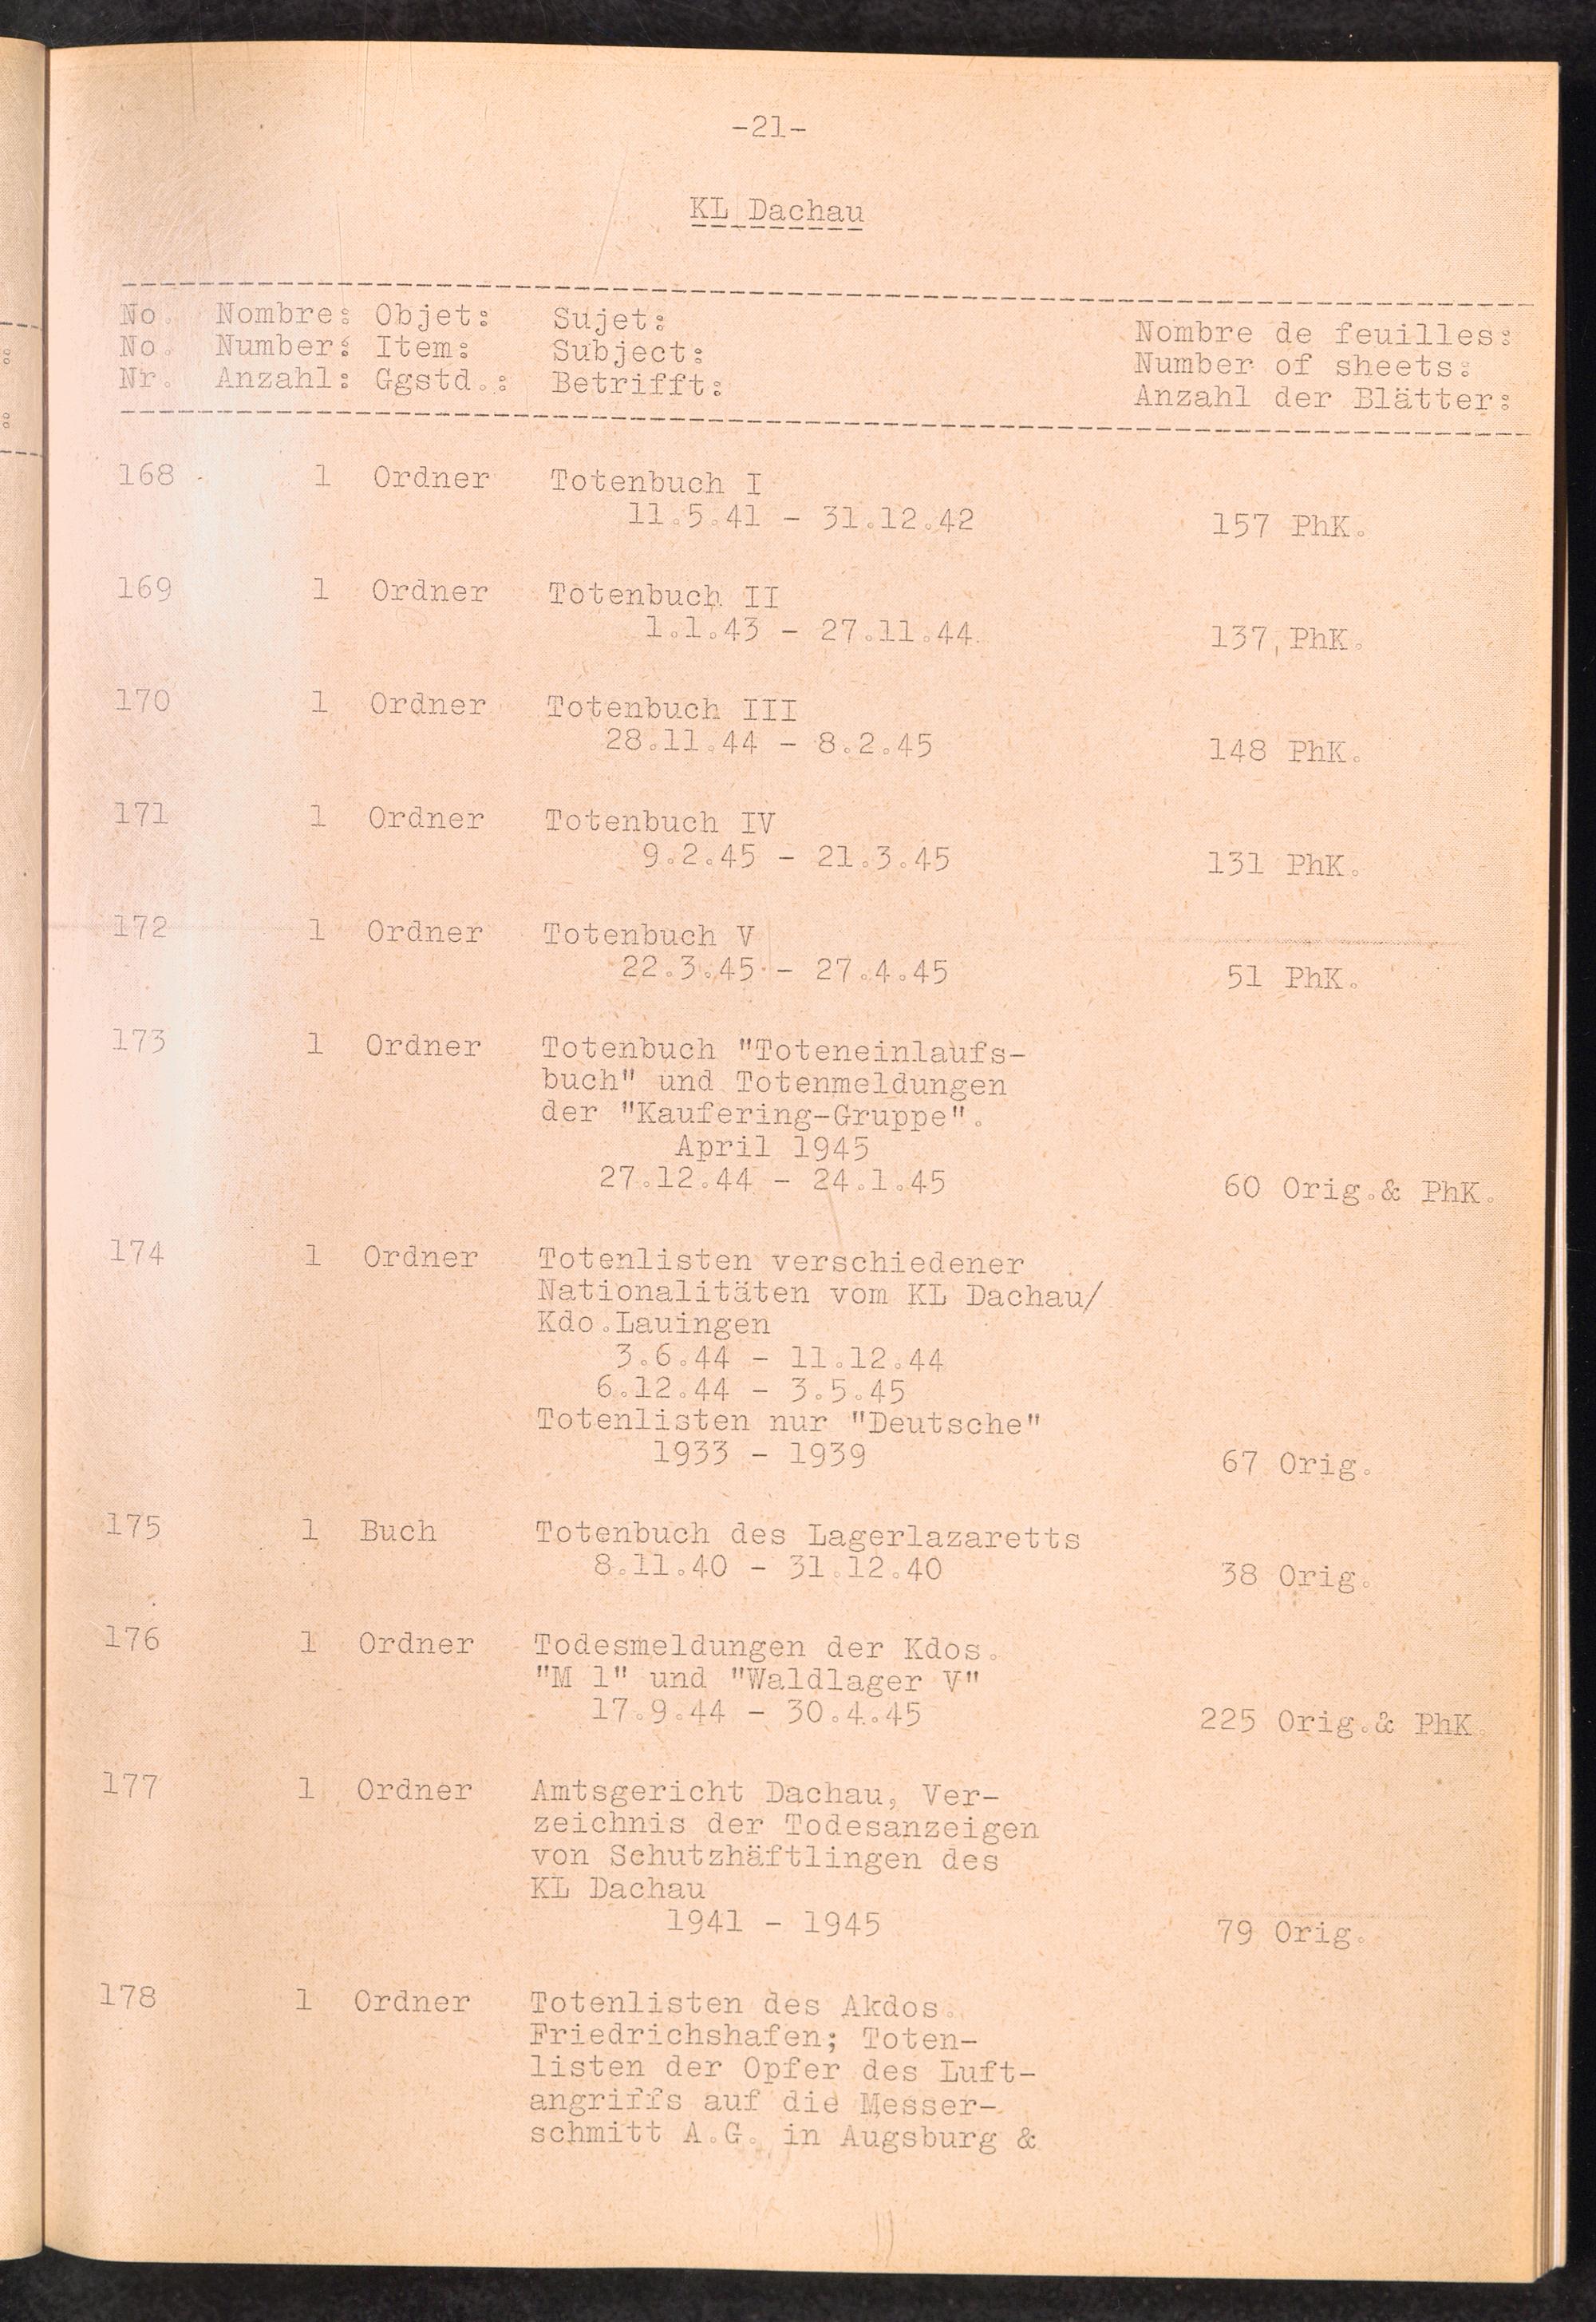 -21-
KL Dachau
No. Nombre: Objet: Sujet: Nombre de feuilles:
No. Number: Item: Subject: Number of sheets:
Nr. Anzahl: Ggstd.: Betrifft: Anzahl der Blätter:
168 1 Ordner Totenbuch I
11.5.41 - 31.12.42 157 PhK.
169 1 Ordner Totenbuch II
1.1.43 - 27.11.44 137 PhK.
170 1 Ordner Totenbuch III
28.11.44 - 8.2.45 148 PhK.
171 1 Ordner Totenbuch IV
9.2.45 - 21.3.45 131 PhK.
172 1 Ordner Totenbuch V
22.3.45 - 27.4.45 51 PhK.
173 1 Ordner Totenbuch "Toteneinlaufs-
buch" und Totenmeldungen
der "Kaufering-Gruppe".
April 1945
27.12.44 - 24.1.45 60 Orig.& PhK.
174 1 Ordner Totenlisten verschiedener
Nationalitäten vom KL Dachau/
Kdo.Lauingen
3.6.44 - 11.12.44
6.12.44 - 3.5.45
Totenlisten nur "Deutsche"
1933 - 1939 67 Orig.
175 1 Buch Totenbuch des Lagerlazaretts
8.11.40 - 31.12.40 38 Orig.
176 1 Ordner Todesmeldungen der Kdos.
"M 1" und "Waldlager V"
17.9.44 - 30.4.45 225 Orig.& PhK.
177 1 Ordner Amtsgericht Dachau, Ver-
zeichnis der Todesanzeigen
von Schutzhäftlingen des
KL Dachau
1941 - 1945 79 Orig.
178 1 Ordner Totenlisten des Akdos.
Friedrichshafen; Toten-
listen der Opfer des Luft-
angriffs auf die Messer-
schmitt A.G. in Augsburg &